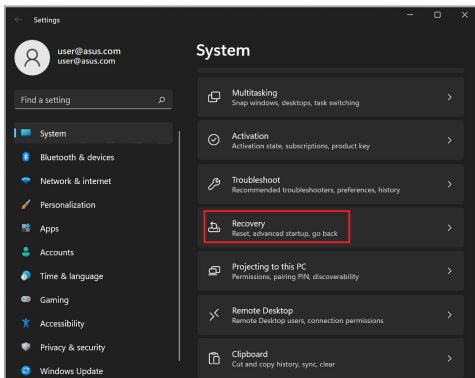 Settings
user@asus.com
user@asus.com
Find a setting
System
Bluetooth & devices
Network & internet
Personalization
Apps
Accounts
Time & language
Gaming
Accessibility
Privacy & security
Windows Update
System
Multitasking
Snap windows, desktops, task switching
Activation
Activation state, subscriptions, product key
Troubleshoot
Recommended troubleshooters, preferences, history
Recovery
Reset, advanced startup, go back
Projecting to this PC
Permissions, pairing PIN, discoverability
Remote Desktop
Remote Desktop users, connection permissions
Clipboard
Cut and copy history, sync, clear